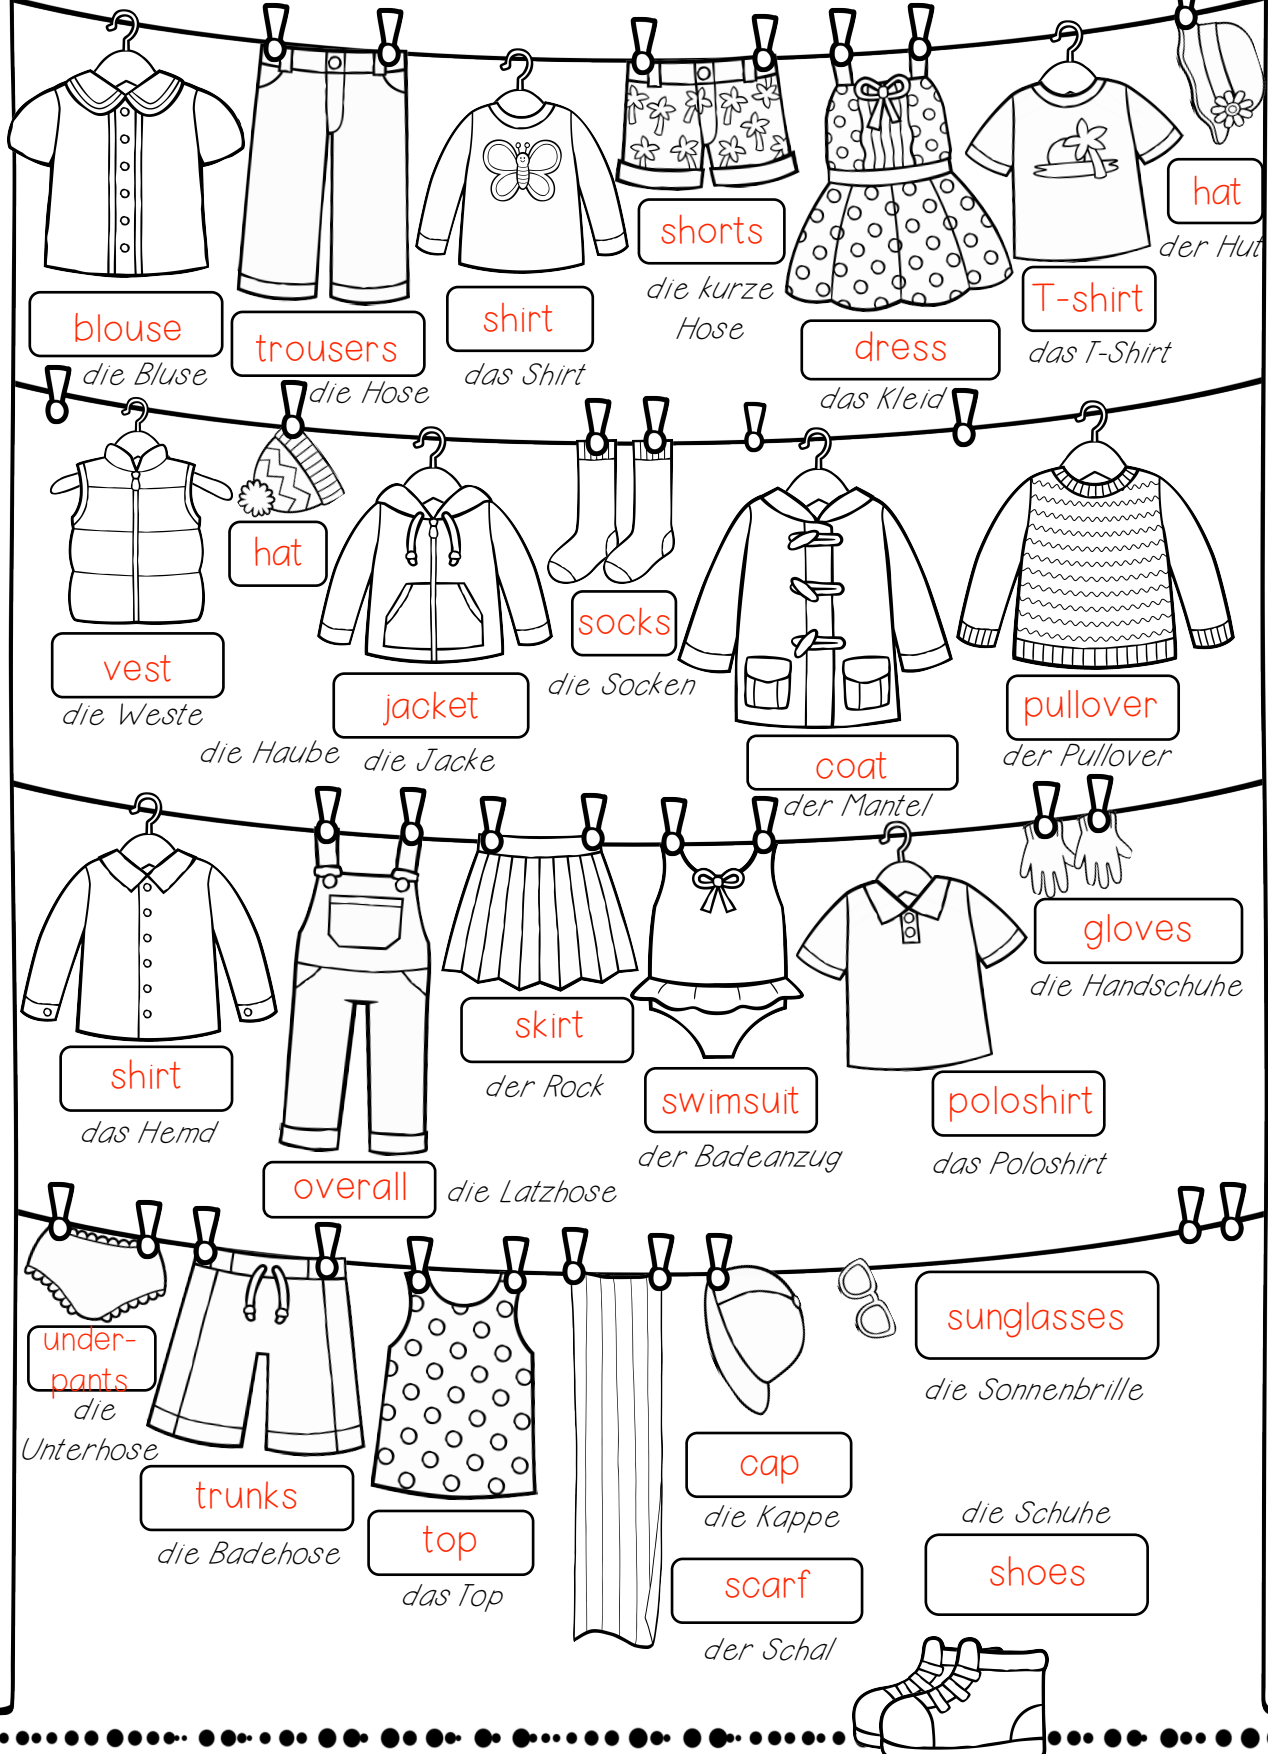 hat
der Hut
shorts
die kurze
Hose
T-shirt
das T-Shirt
blouse
die Bluse
trousers
die Hose
shirt
das Shirt
dress
das Kleid
hat
die Haube
vest
die Weste
jacket
die Jacke
socks
die Socken
coat
der Mantel
pullover
der Pullover
shirt
das Hemd
overall
die Latzhose
skirt
der Rock
swimsuit
der Badeanzug
poloshirt
das Poloshirt
gloves
die Handschuhe
under-
pants
die
Unterhose
trunks
die Badehose
top
das Top
cap
die Kappe
scarf
der Schal
sunglasses
die Sonnenbrille
die Schuhe
shoes